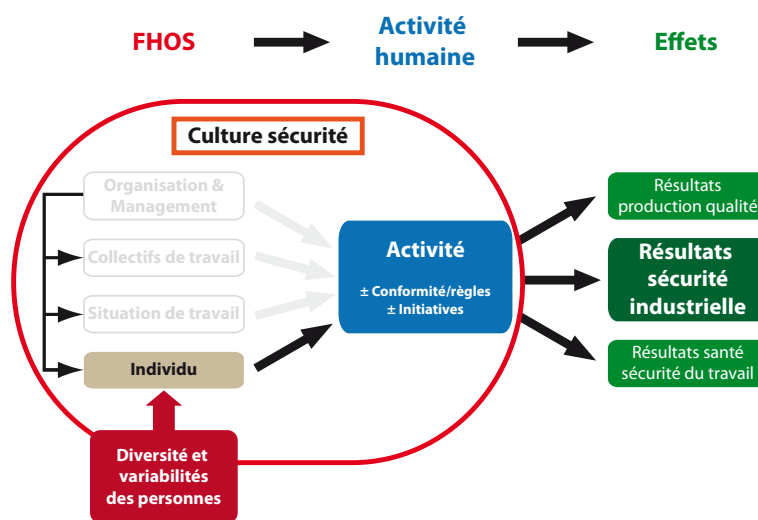 FHOS
Activité
humaine
Effets
Culture sécurité
Organisation &
Management
Collectifs de travail
Situation de travail
Individu
Diversité et
variabilités
des personnes
Activité
± Conformité/règles
± Initiatives
Résultats
production qualité
Résultats
sécurité
industrielle
Résultats santé
sécurité du travail